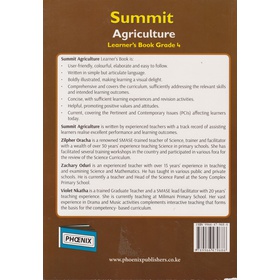 Summit
Agriculture
Learner's Book Grade 4
Summit Agriculture Learner's Book is:
- User-friendly, colourful, elaborate and easy to follow.
- Written in simple but articulate language.
- Boldly illustrated, making learning a visual delight.
- Comprehensive and covers the curriculum, sufficiently addressing the relevant skills
and intended learning outcomes.
- Concise, with sufficient learning experiences and revision activities.
- Helpful, promoting positive values and attitudes.
- Current, covering the Pertinent and Contemporary Issues (PCIs) affecting learners
today.
Summit Agriculture is written by experienced teachers with a track record of assisting
learners realise excellent performance and learning outcomes.
Zilpher Oracha is a renowned SMASE-trained teacher of Science, trainer and facilitator
with a wealth of over 30 years' experience teaching Science in primary schools. She has
facilitated several training workshops in the country and participated in various fora for
the review of the Science Curriculum.
Zachary Odori is an experienced teacher with over 15 years' experience in teaching and
examining Science and Mathematics. He has taught in various public and private
schools. He is currently a teacher and Head of the Science Panel at the Sony Complex
Primary School.
Violet Nkatha is a trained Graduate Teacher and a SMASE lead facilitator with 20 years'
teaching experience. She is currently teaching at Milimani Primary School. Her vast
experience in Drama and Music activities complements interactive teaching that forms
the basis for the competency-based curriculum.
PHOENIX
www.phoenixpublishers.co.ke